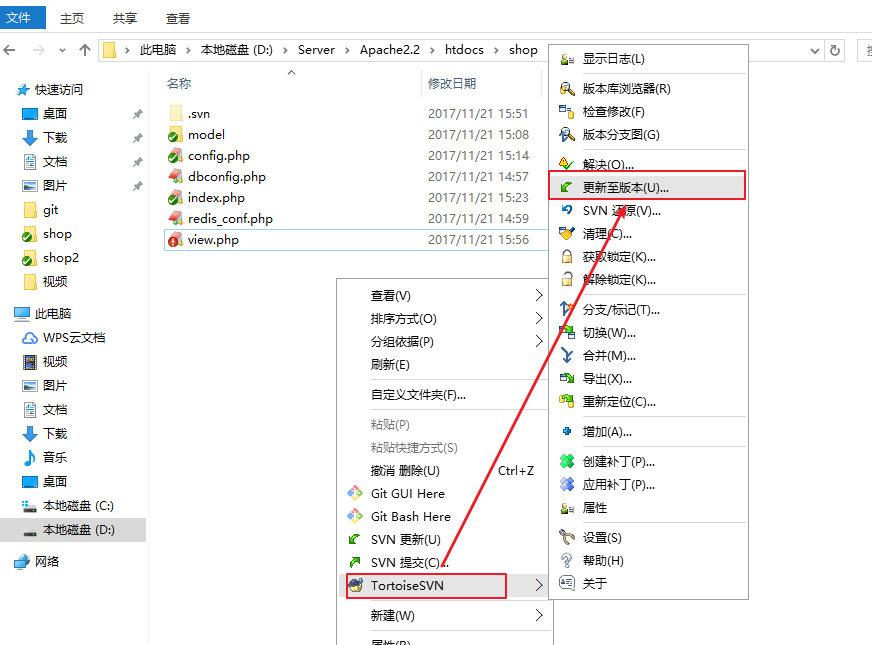 文件 主页 共享 查看
此电脑 本地磁盘 (D:) Server Apache2.2 htdocs shop
快速访问
桌面
下载
文档
图片
git
shop
shop2
视频
此电脑
WPS云文档
视频
图片
文档
下载
音乐
桌面
本地磁盘 (C:)
本地磁盘 (D:)
网络
名称 修改日期
.svn 2017/11/21 15:51
model 2017/11/21 15:08
config.php 2017/11/21 15:14
dbconfig.php 2017/11/21 14:57
index.php 2017/11/21 15:23
redis_conf.php 2017/11/21 14:59
view.php 2017/11/21 15:56
查看(V)
排序方式(O)
分组依据(P)
刷新(E)
自定义文件夹(F)...
粘贴(P)
粘贴快捷方式(S)
撤消 删除(U) Ctrl+Z
Git GUI Here
Git Bash Here
SVN 更新(U)
SVN 提交(C)...
TortoiseSVN
新建(W)
属性(R)
显示日志(L)
版本库浏览器(R)
检查修改(F)
版本分支图(G)
解决(O)...
更新至版本(U)...
SVN 还原(V)...
清理(C)...
获取锁定(K)...
解除锁定(K)...
分支/标记(T)...
切换(W)...
合并(M)...
导出(X)...
重新定位(C)...
增加(A)...
创建补丁(P)...
应用补丁(P)...
属性
设置(S)
帮助(H)
关于